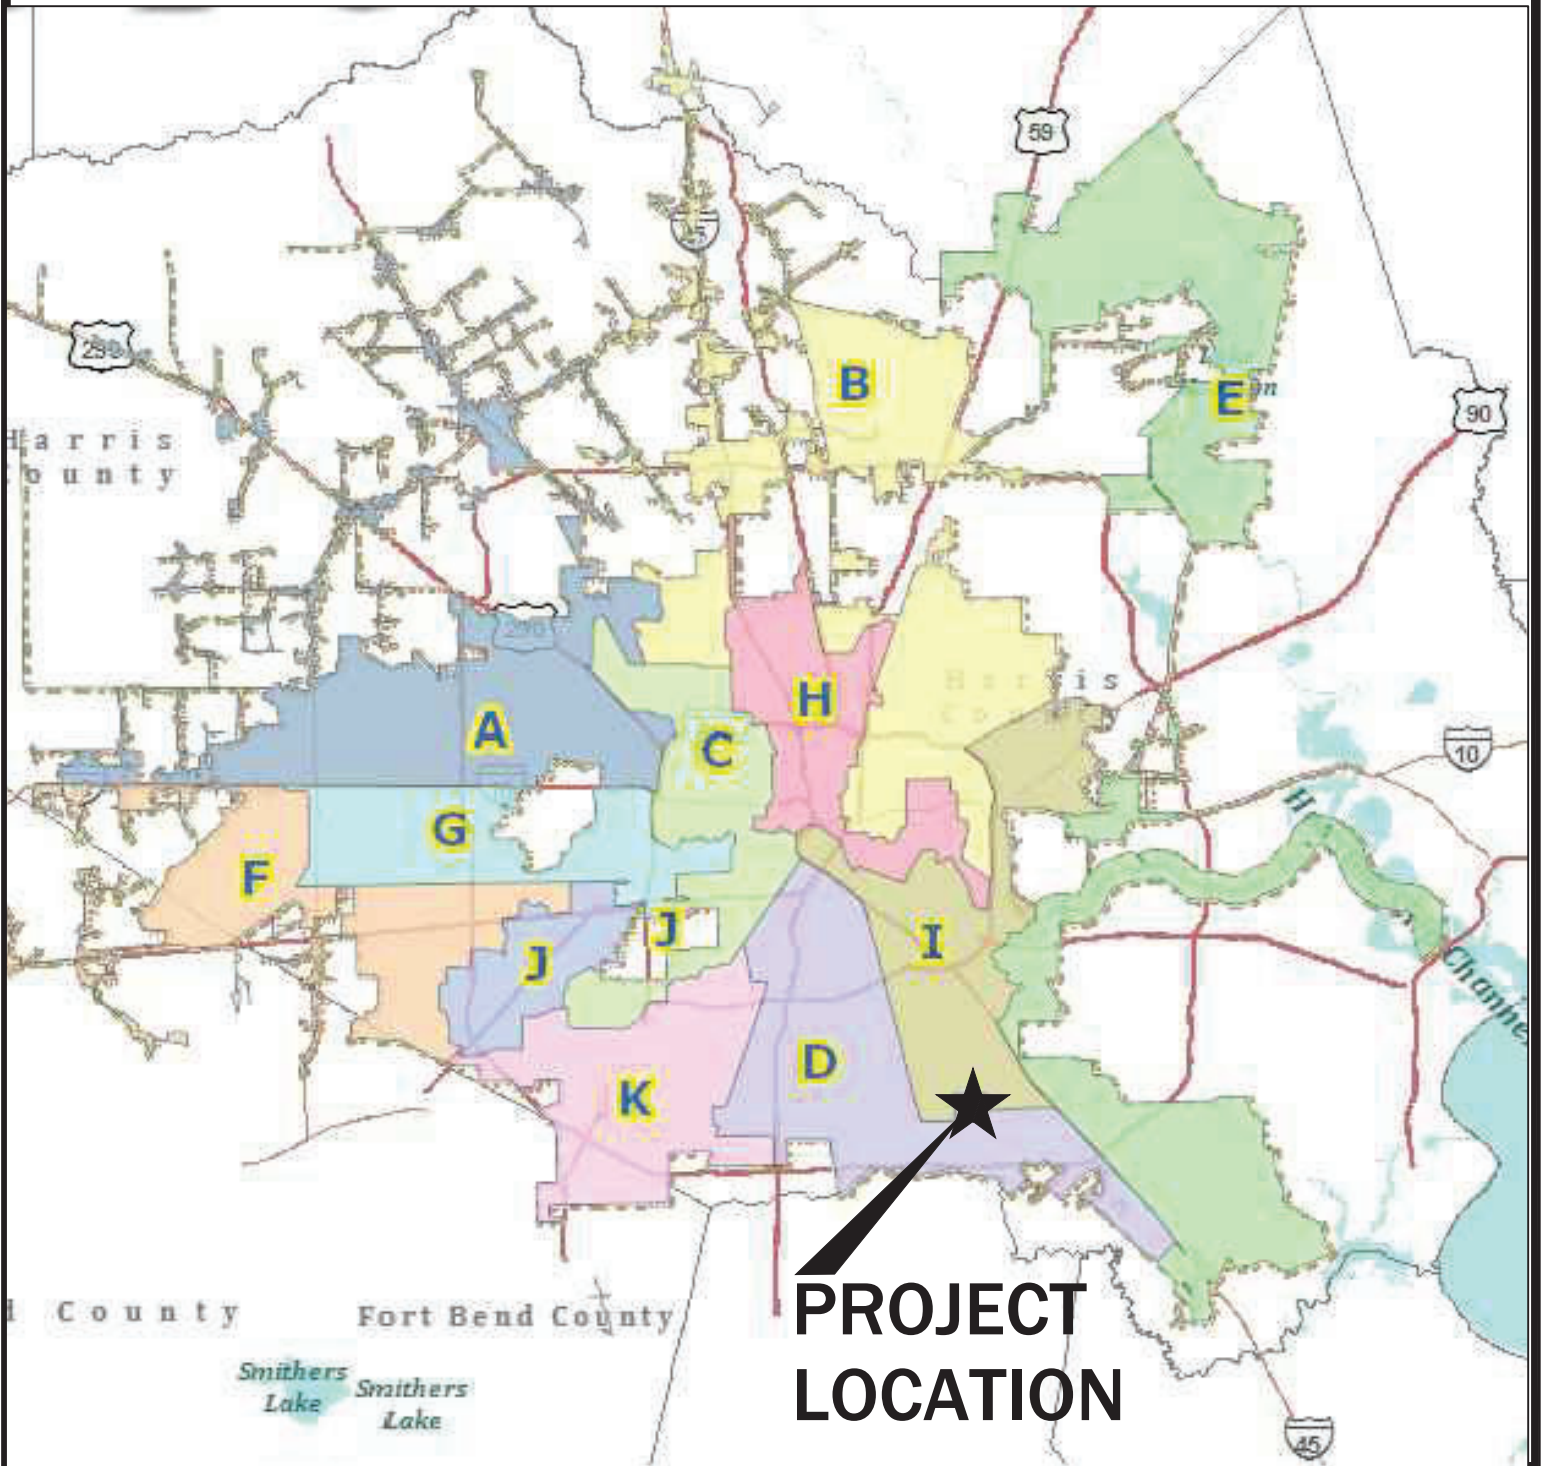 59
45
290
B
E
90
Harris
County
290
Harris
County
H
A
C
10
G
F
J
I
J
Channel
D
K
PROJECT
LOCATION
County
Fort Bend County
Smithers
Lake
Smithers
Lake
45